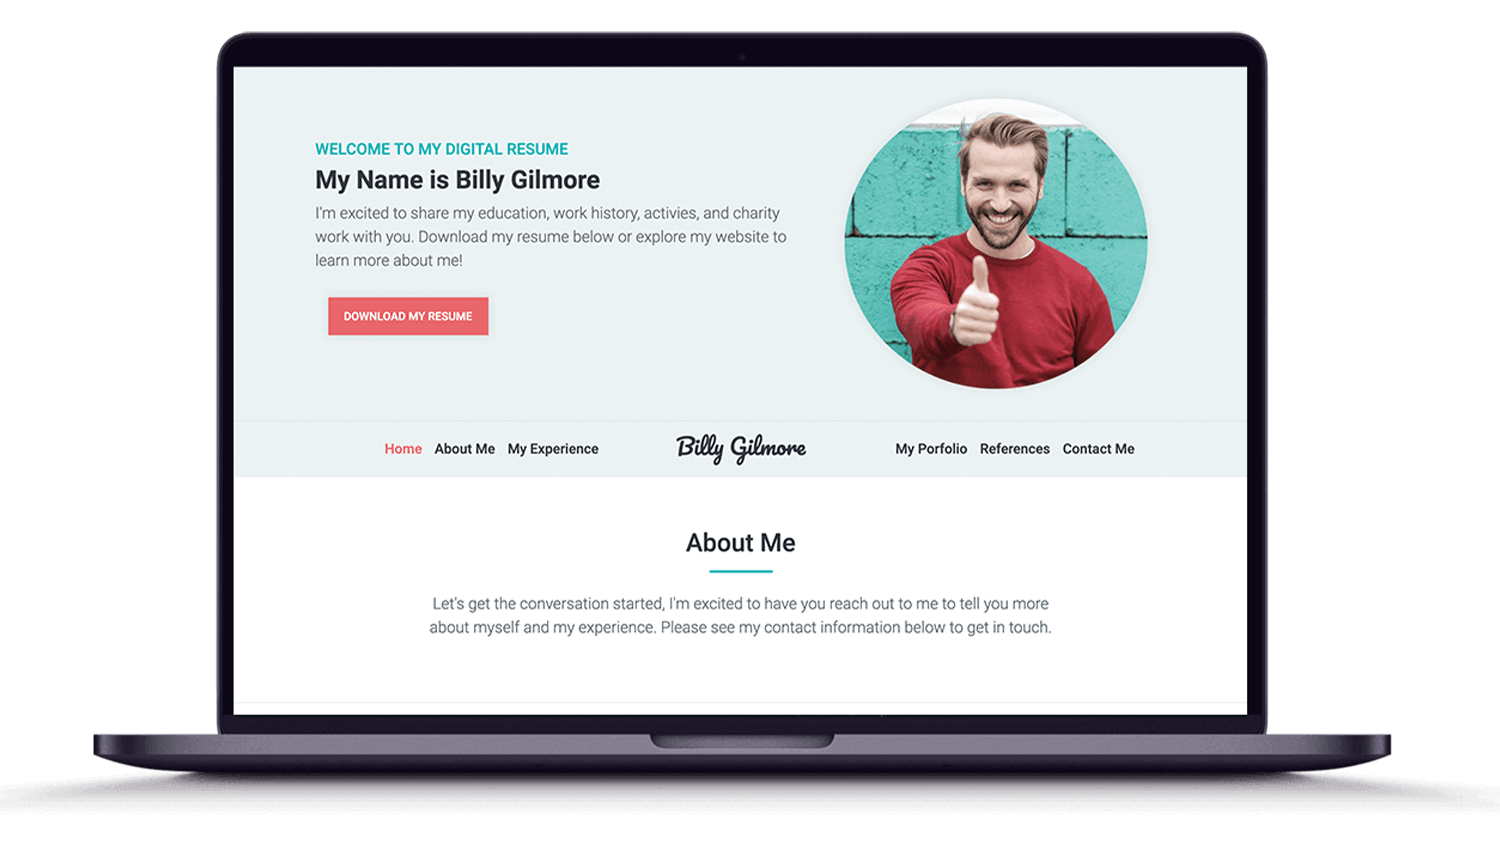 WELCOME TO MY DIGITAL RESUME
My Name is Billy Gilmore
I'm excited to share my education, work history, activies, and charity
work with you. Download my resume below or explore my website to
learn more about me!
DOWNLOAD MY RESUME
Home About Me My Experience Billy Gilmore My Porfolio References Contact Me
About Me
Let's get the conversation started, I'm excited to have you reach out to me to tell you more
about myself and my experience. Please see my contact information below to get in touch.